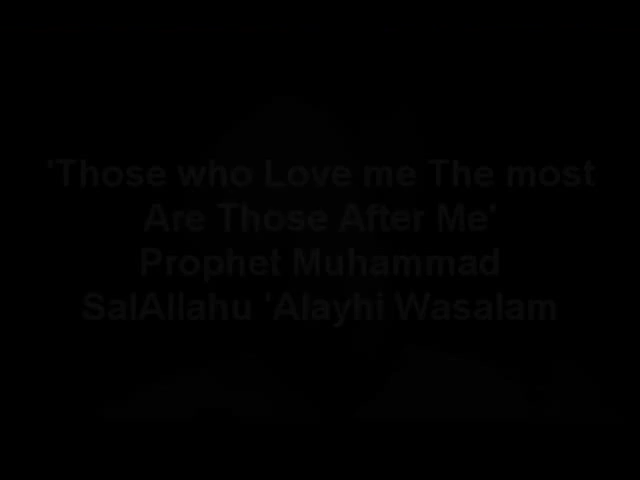 'Those who Love me The most
Are Those After Me'
Prophet Muhammad
SalAllahu 'Alayhi Wasalam